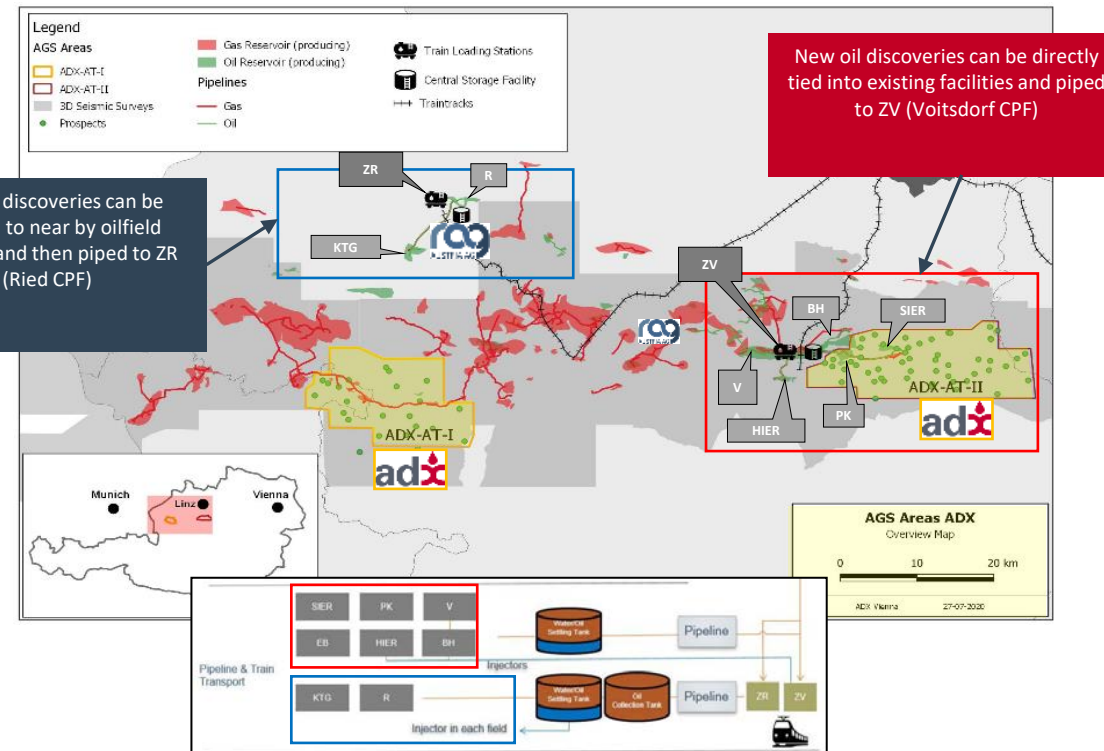 Legend
AGS Areas
ADX-AT-I
ADX-AT-II
3D Seismic Surveys
Prospects
Gas Reservoir (producing)
Oil Reservoir (producing)
Pipelines
Gas
Oil
Train Loading Stations
Central Storage Facility
Traintracks
New oil discoveries can be directly
tied into existing facilities and piped
to ZV (Voitsdorf CPF)
discoveries can be
to near by oilfield
and then piped to ZR
(Ried CPF)
ZR
R
KTG
rag
AUSTRIA AG
ZV
BH
SIER
rag
AUSTRIA AG
V
HIER
PK
ADX-AT-II
adx
ADX-AT-I
adx
Munich
Linz
Vienna
AGS Areas ADX
Overview Map
0 10 20 km
ADX Vienna 27-07-2020
SIER PK V
EB HIER BH
Water/Oil
Settling Tank
Pipeline
Injectors
Pipeline & Train
Transport
KTG R
Water/Oil
Settling Tank
Oil
Collection Tank
Pipeline
ZR ZV
Injector in each field